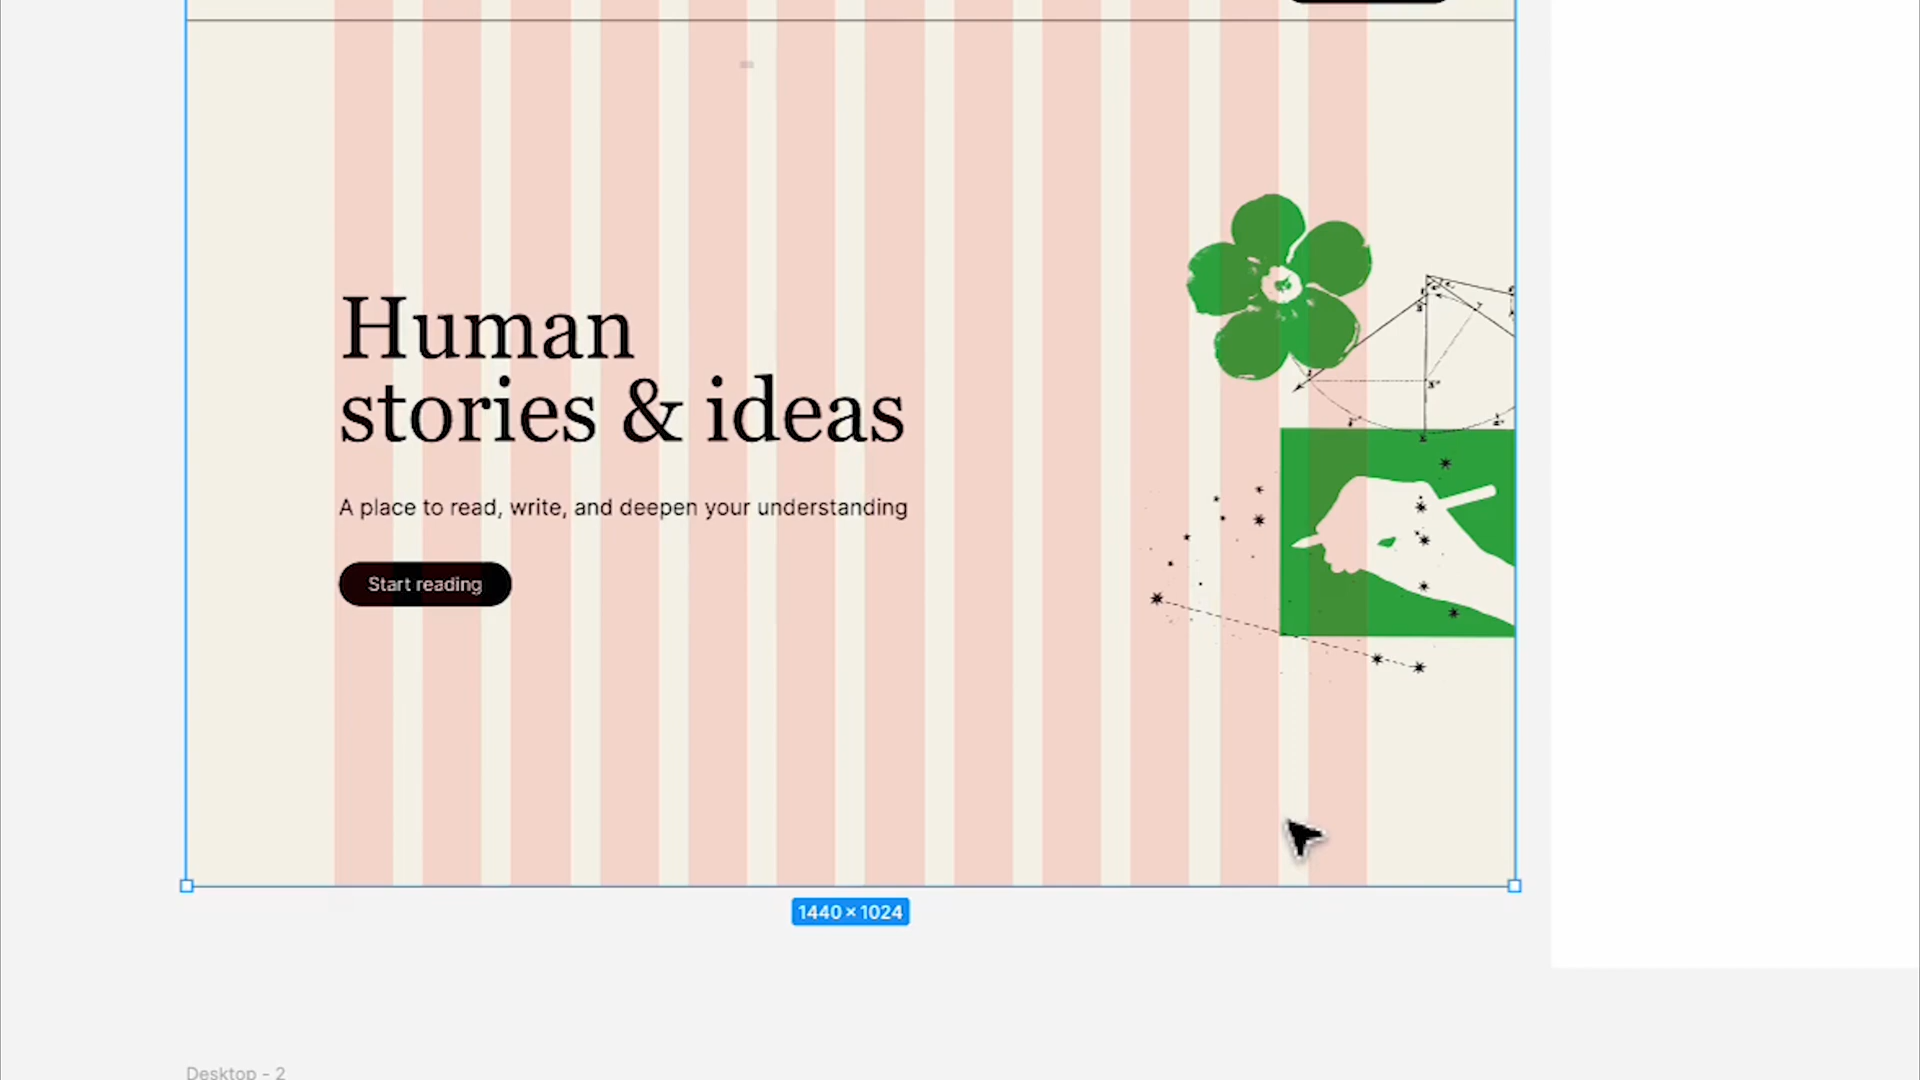 Human
stories & ideas
A place to read, write, and deepen your understanding
Start reading
1440 × 1024
Desktop - 2